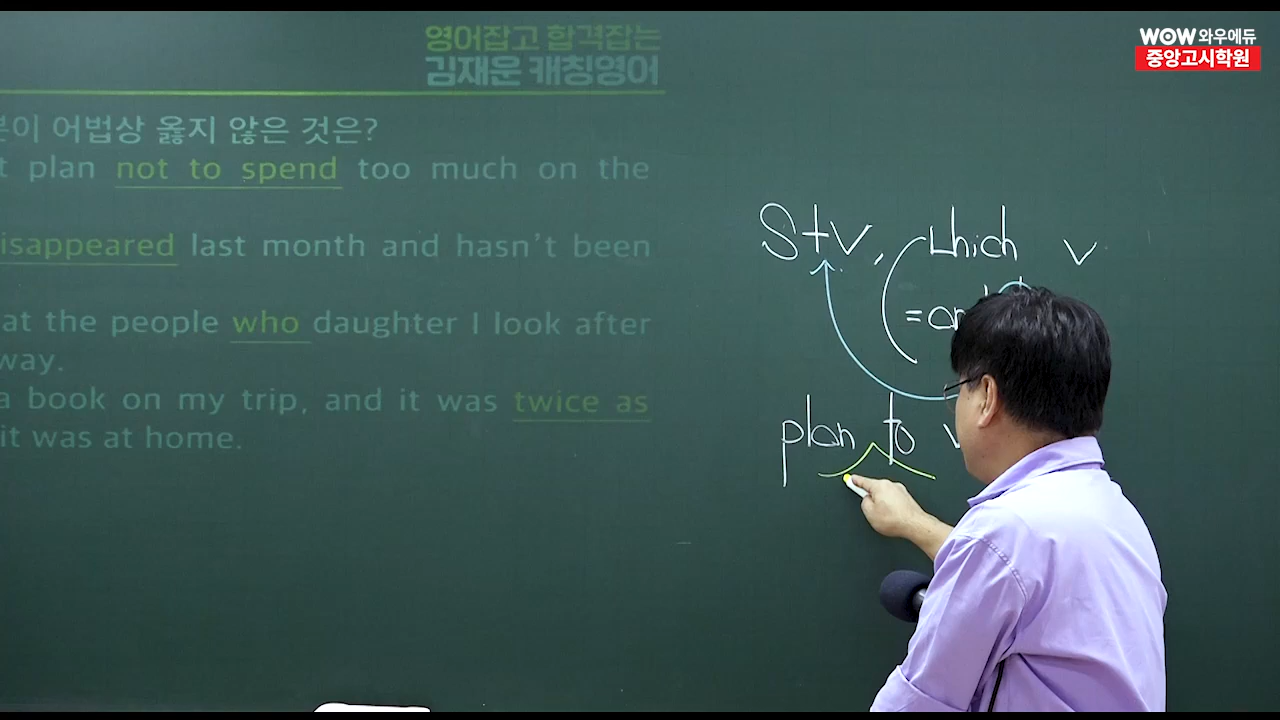 영어잡고 합격잡는
김재운 캐칭영어
WOW 와우에듀
중앙고시학원
어법상 옳지 않은 것은?
plan not to spend too much on the
isappeared last month and hasn't been
at the people who daughter I look after
way.
a book on my trip, and it was twice as
it was at home.
S+V, which v
=an
plan to v